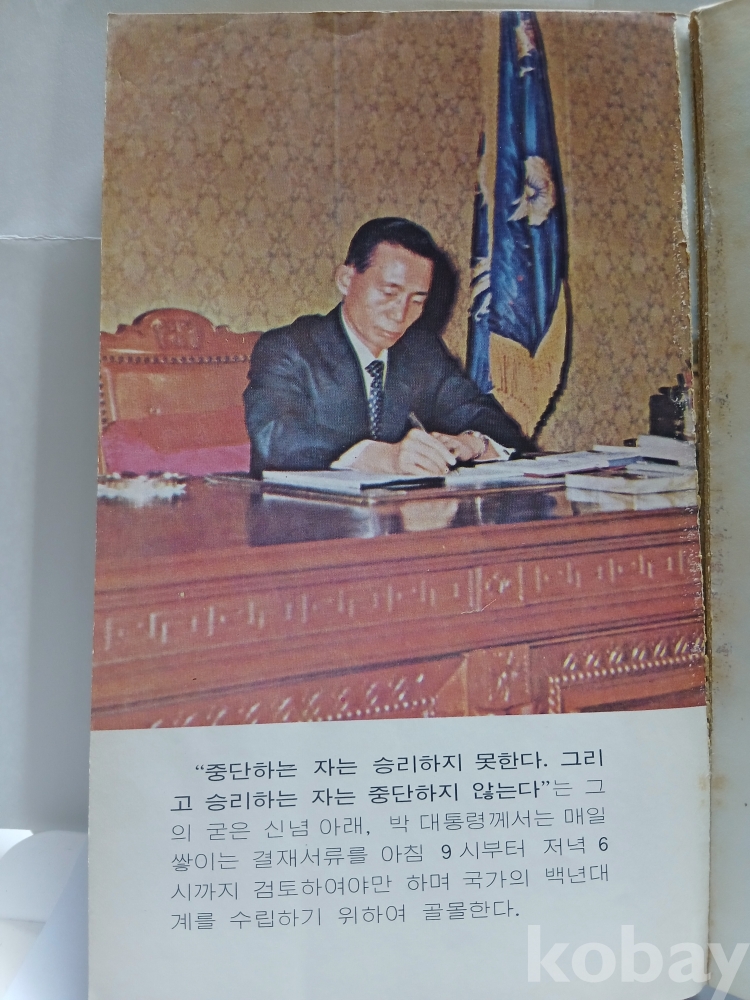 “중단하는 자는 승리하지 못한다. 그리
고 승리하는 자는 중단하지 않는다”는 그
의 굳은 신념 아래, 박 대통령께서는 매일
쌓이는 결재서류를 아침 9시부터 저녁 6
시까지 검토하여야만 하며 국가의 백년대
계를 수립하기 위하여 골몰한다.
kobay